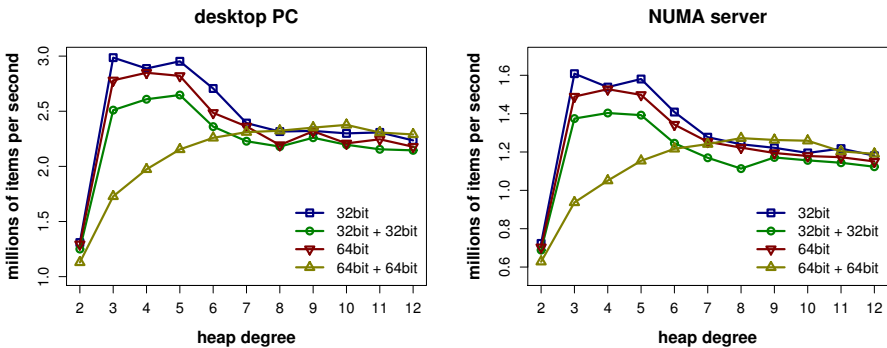 desktop PC
millions of items per second
3.0
2.5
2.0
1.5
1.0
2 3 4 5 6 7 8 9 10 11 12
heap degree
32bit
32bit + 32bit
64bit
64bit + 64bit
NUMA server
millions of items per second
1.6
1.4
1.2
1.0
0.8
0.6
2 3 4 5 6 7 8 9 10 11 12
heap degree
32bit
32bit + 32bit
64bit
64bit + 64bit